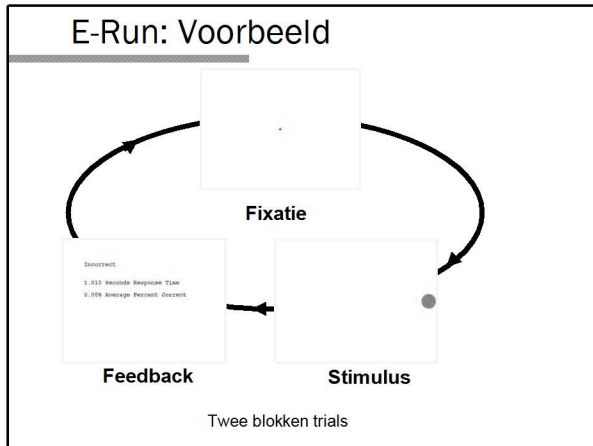 E-Run: Voorbeeld
Fixatie
Incorrect
1.810 Seconds Response Time
0.00% Average Percent Correct
Feedback
Stimulus
Twee blokken trials